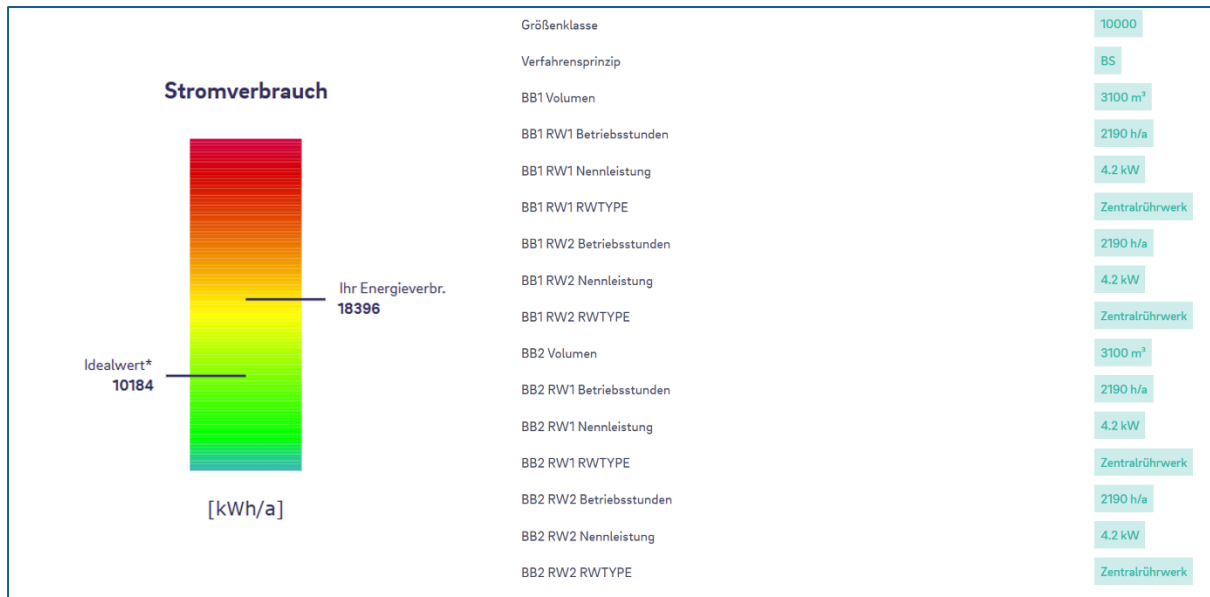 Stromverbrauch
Ihr Energieverbr.
18396
Idealwert*
10184
[kWh/a]
Größenklasse 10000
Verfahrensprinzip BS
BB1 Volumen 3100 m³
BB1 RW1 Betriebsstunden 2190 h/a
BB1 RW1 Nennleistung 4.2 kW
BB1 RW1 RWTYPE Zentralrührwerk
BB1 RW2 Betriebsstunden 2190 h/a
BB1 RW2 Nennleistung 4.2 kW
BB1 RW2 RWTYPE Zentralrührwerk
BB2 Volumen 3100 m³
BB2 RW1 Betriebsstunden 2190 h/a
BB2 RW1 Nennleistung 4.2 kW
BB2 RW1 RWTYPE Zentralrührwerk
BB2 RW2 Betriebsstunden 2190 h/a
BB2 RW2 Nennleistung 4.2 kW
BB2 RW2 RWTYPE Zentralrührwerk